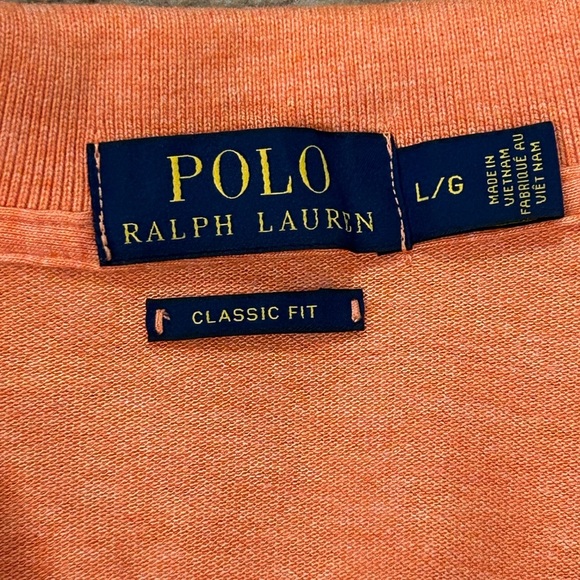 POLO
RALPH LAUREN
L/G
MADE IN
VIETNAM
FABRIQUÉ AU
VIÊT NAM
CLASSIC FIT